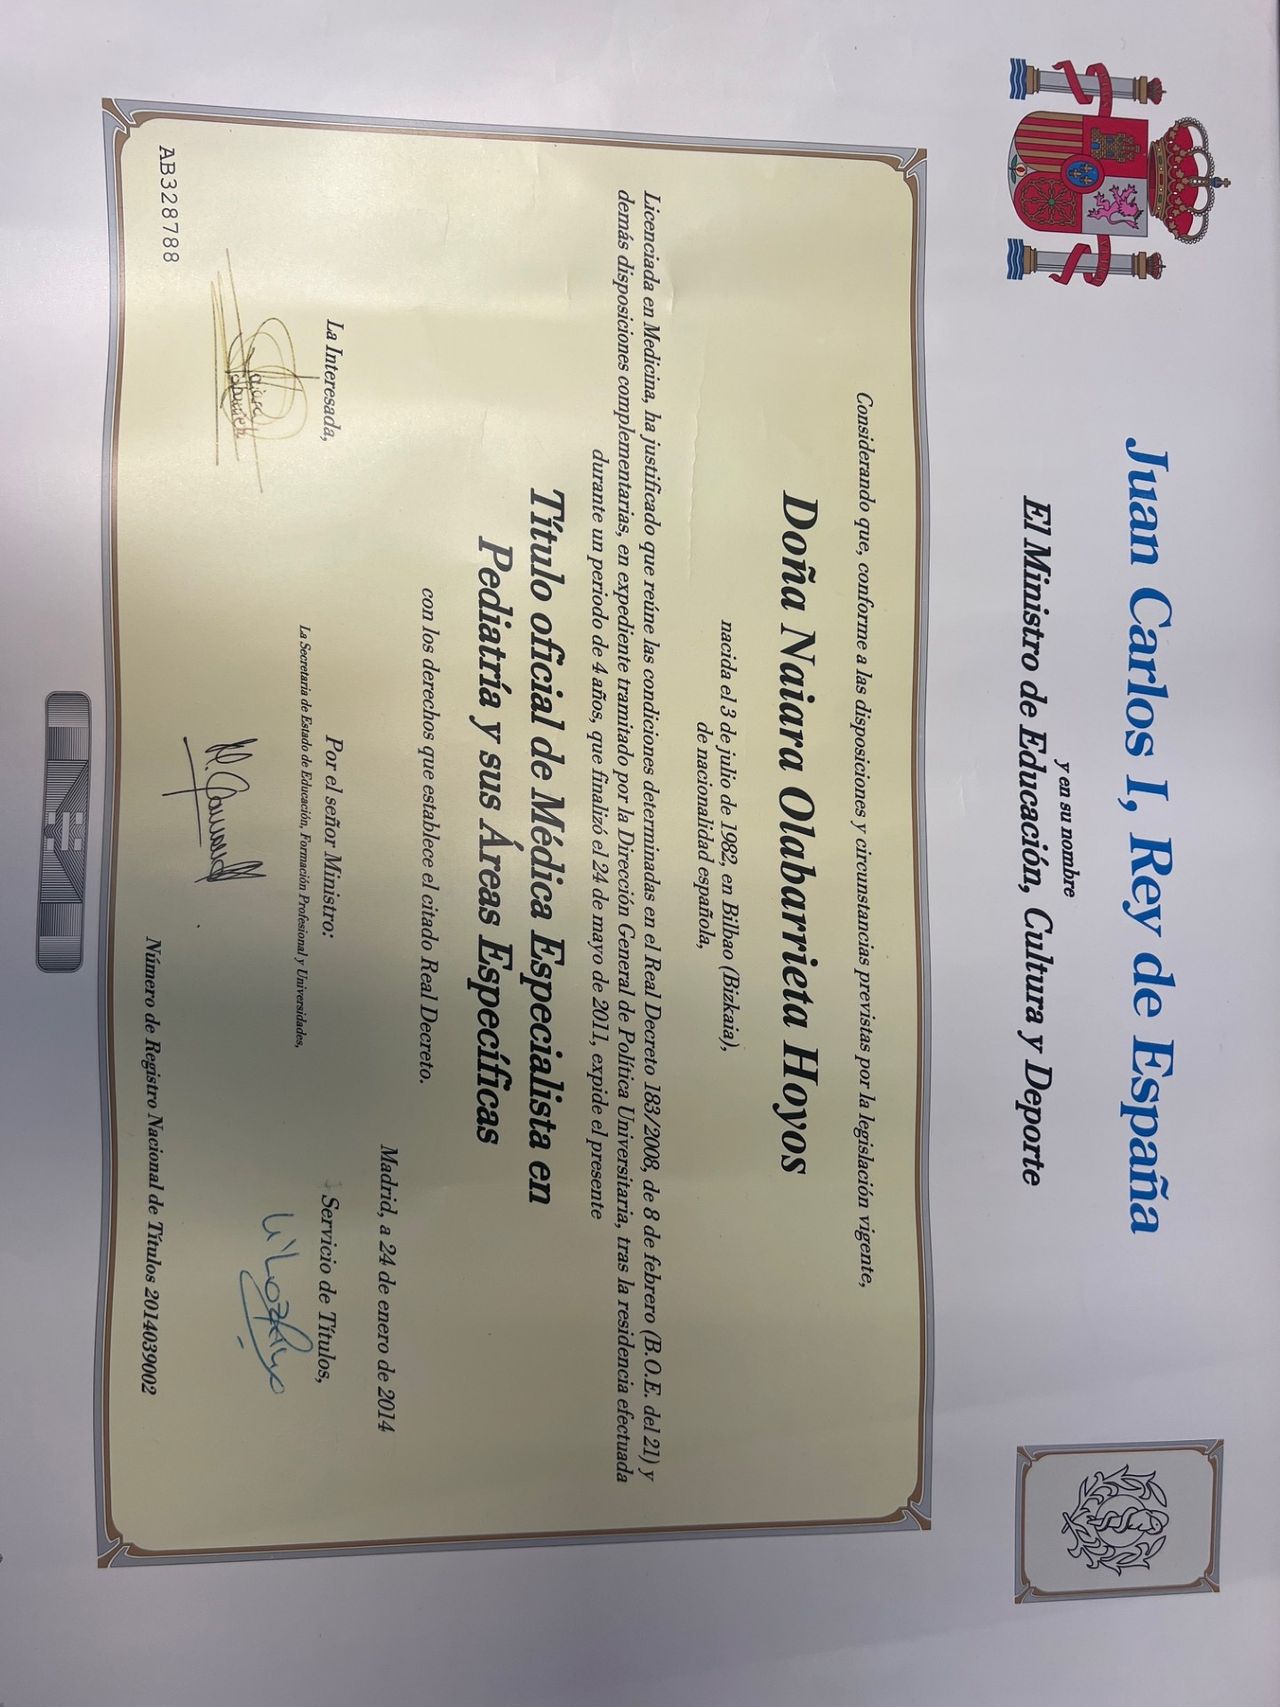 Juan Carlos I, Rey de España
y en su nombre
El Ministro de Educación, Cultura y Deporte
Considerando que, conforme a las disposiciones y circunstancias previstas por la legislación vigente,
Doña Naiara Olabarrieta Hoyos
nacida el 3 de julio de 1982, en Bilbao (Bizkaia),
de nacionalidad española,
Licenciada en Medicina, ha justificado que reúne las condiciones determinadas en el Real Decreto 183/2008, de 8 de febrero (B.O.E. del 21) y
demás disposiciones complementarias, en expediente tramitado por la Dirección General de Política Universitaria, tras la residencia efectuada
durante un periodo de 4 años, que finalizó el 24 de mayo de 2011, expide el presente
Título oficial de Médica Especialista en
Pediatría y sus Áreas Específicas
con los derechos que establece el citado Real Decreto.
Madrid, a 24 de enero de 2014
La Interesada,
Por el señor Ministro:
La Secretaria de Estado de Educación, Formación Profesional y Universidades,
Servicio de Títulos,
AB328788
Número de Registro Nacional de Títulos 2014039002